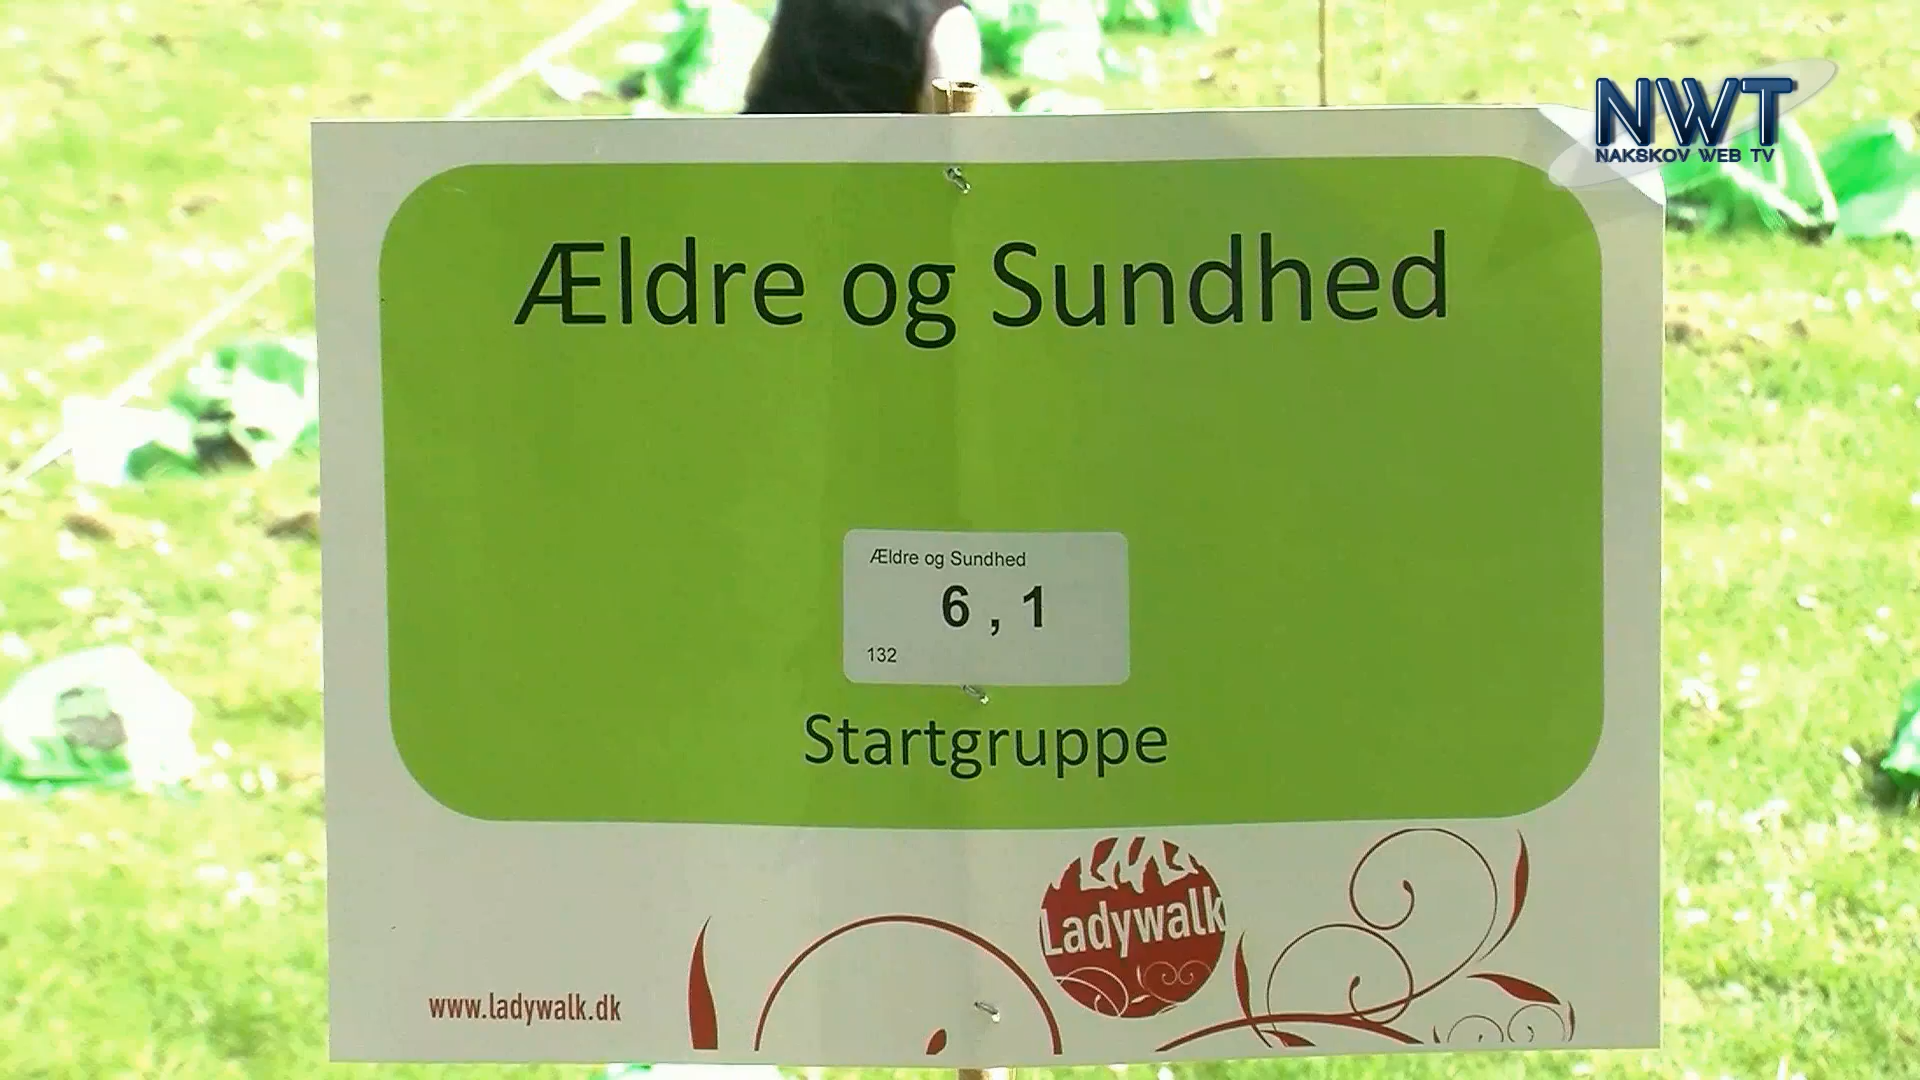 NWT
NAKSKOV WEB TV
Ældre og Sundhed
Ældre og Sundhed
6 , 1
132
Startgruppe
Ladywalk
www.ladywalk.dk